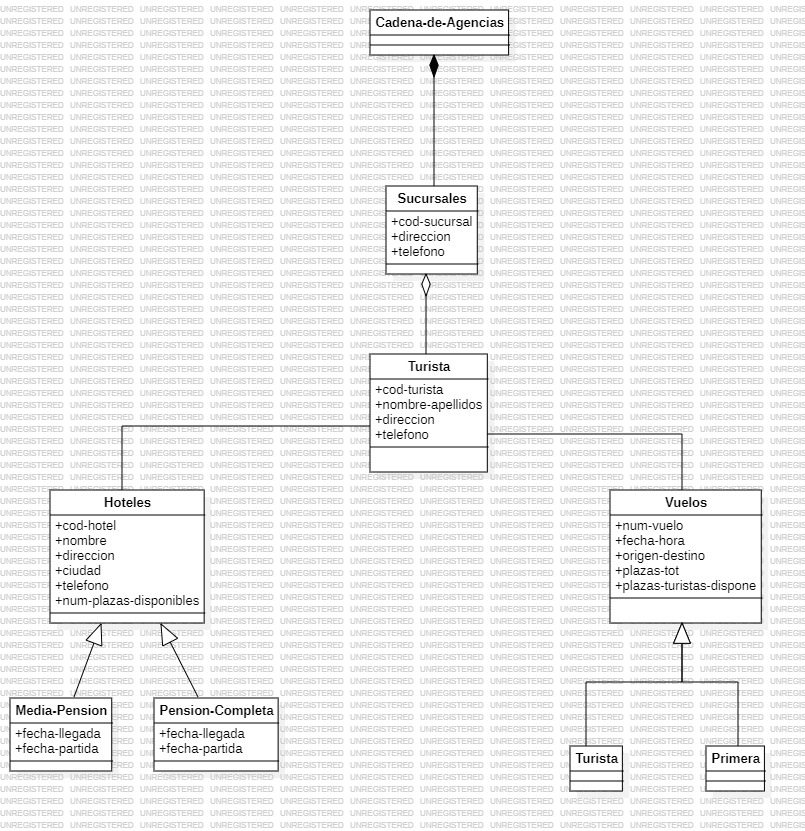 Cadena-de-Agencias
Sucursales
+cod-sucursal
+direccion
+telefono
Turista
+cod-turista
+nombre-apellidos
+direccion
+telefono
Hoteles
+cod-hotel
+nombre
+direccion
+ciudad
+telefono
+num-plazas-disponibles
Vuelos
+num-vuelo
+fecha-hora
+origen-destino
+plazas-tot
+plazas-turistas-dispone
Media-Pension
+fecha-llegada
+fecha-partida
Pension-Completa
+fecha-llegada
+fecha-partida
Turista
Primera
UNREGISTERED